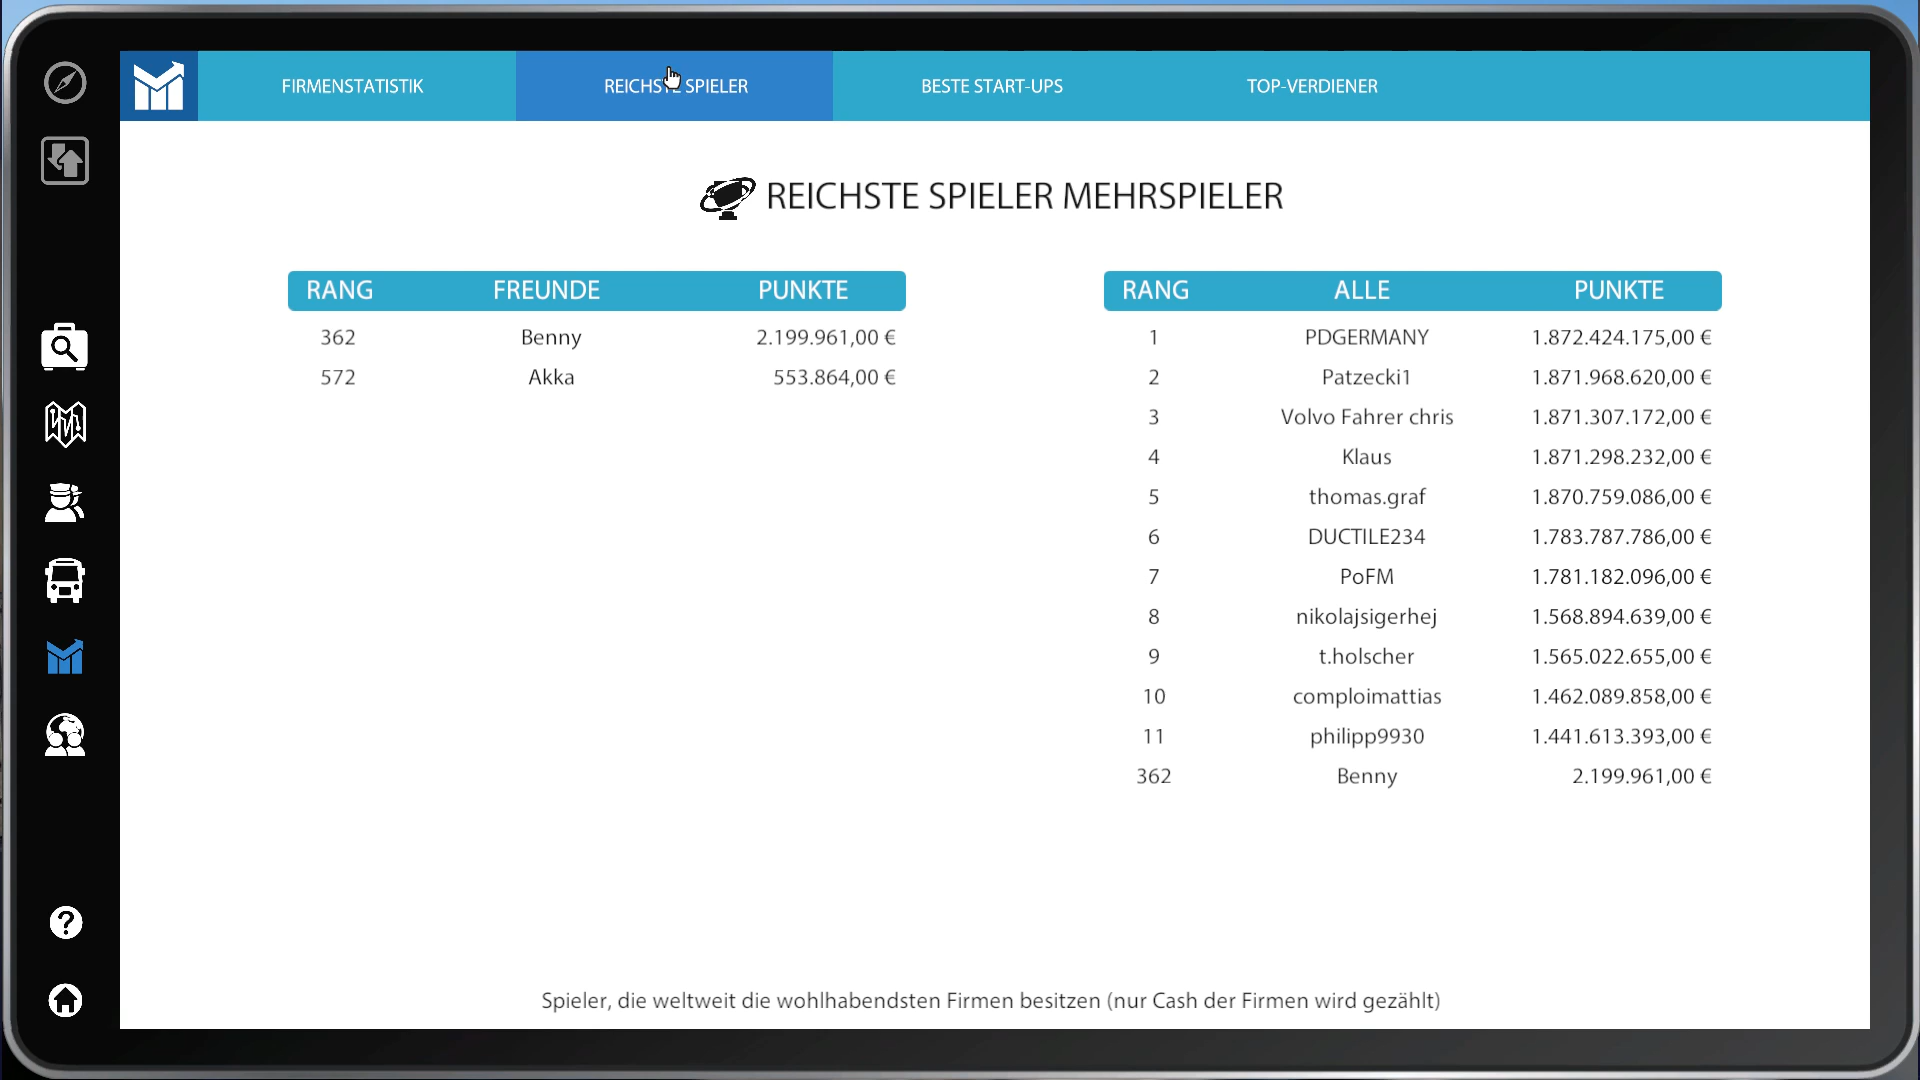 FIRMENSTATISTIK REICHSTE SPIELER BESTE START-UPS TOP-VERDIENER
REICHSTE SPIELER MEHRSPIELER
RANG FREUNDE PUNKTE
362 Benny 2.199.961,00 €
572 Akka 553.864,00 €
RANG ALLE PUNKTE
1 PDGERMANY 1.872.424.175,00 €
2 Patzecki1 1.871.968.620,00 €
3 Volvo Fahrer chris 1.871.307.172,00 €
4 Klaus 1.871.298.232,00 €
5 thomas.graf 1.870.759.086,00 €
6 DUCTILE234 1.783.787.786,00 €
7 PoFM 1.781.182.096,00 €
8 nikolajsigerhej 1.568.894.639,00 €
9 t.holscher 1.565.022.655,00 €
10 comploimattias 1.462.089.858,00 €
11 philipp9930 1.441.613.393,00 €
362 Benny 2.199.961,00 €
Spieler, die weltweit die wohlhabendsten Firmen besitzen (nur Cash der Firmen wird gezählt)